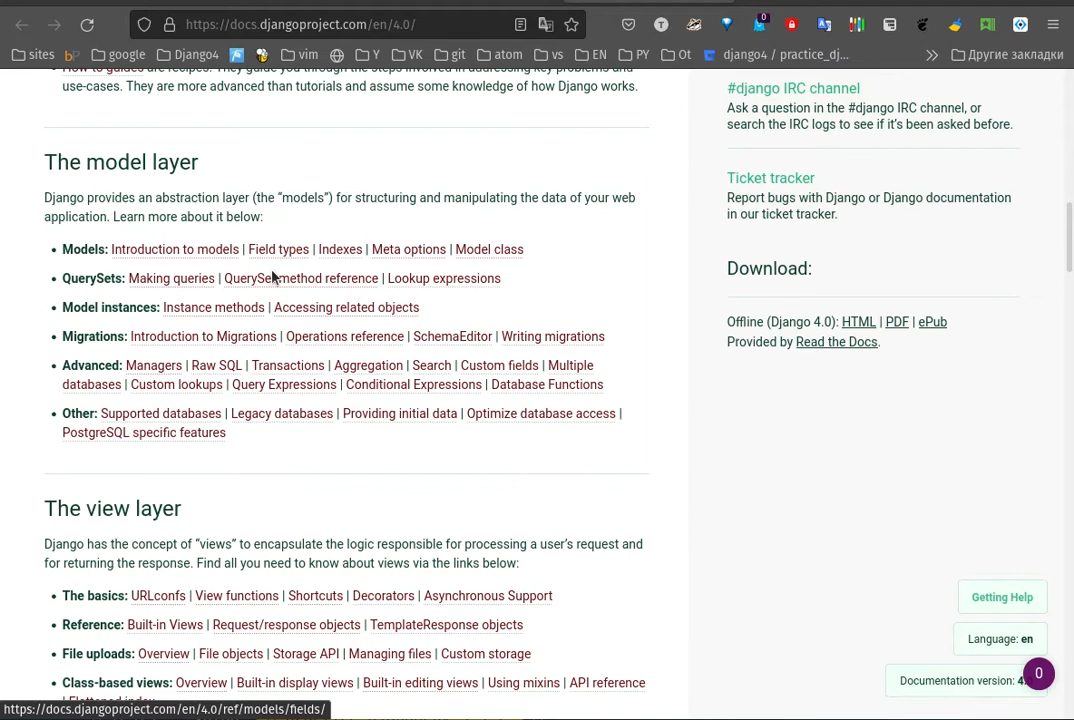 https://docs.djangoproject.com/en/4.0/
sites
google
Django4
vim
Y
VK
git
atom
vs
EN
PY
Ot
django4 / practice_dj...
Другие закладки
How-to guides are recipes. They guide you through the steps involved in addressing key problems and
use-cases. They are more advanced than tutorials and assume some knowledge of how Django works.
The model layer
Django provides an abstraction layer (the “models”) for structuring and manipulating the data of your web
application. Learn more about it below:
• Models: Introduction to models | Field types | Indexes | Meta options | Model class
• QuerySets: Making queries | QuerySet method reference | Lookup expressions
• Model instances: Instance methods | Accessing related objects
• Migrations: Introduction to Migrations | Operations reference | SchemaEditor | Writing migrations
• Advanced: Managers | Raw SQL | Transactions | Aggregation | Search | Custom fields | Multiple
databases | Custom lookups | Query Expressions | Conditional Expressions | Database Functions
• Other: Supported databases | Legacy databases | Providing initial data | Optimize database access |
PostgreSQL specific features
The view layer
Django has the concept of “views” to encapsulate the logic responsible for processing a user’s request and
for returning the response. Find all you need to know about views via the links below:
• The basics: URLconfs | View functions | Shortcuts | Decorators | Asynchronous Support
• Reference: Built-in Views | Request/response objects | TemplateResponse objects
• File uploads: Overview | File objects | Storage API | Managing files | Custom storage
• Class-based views: Overview | Built-in display views | Built-in editing views | Using mixins | API reference
| Flattened index
https://docs.djangoproject.com/en/4.0/ref/models/fields/
#django IRC channel
Ask a question in the #django IRC channel, or
search the IRC logs to see if it’s been asked before.
Ticket tracker
Report bugs with Django or Django documentation
in our ticket tracker.
Download:
Offline (Django 4.0): HTML | PDF | ePub
Provided by Read the Docs.
Getting Help
Language: en
Documentation version: 4.
0
0